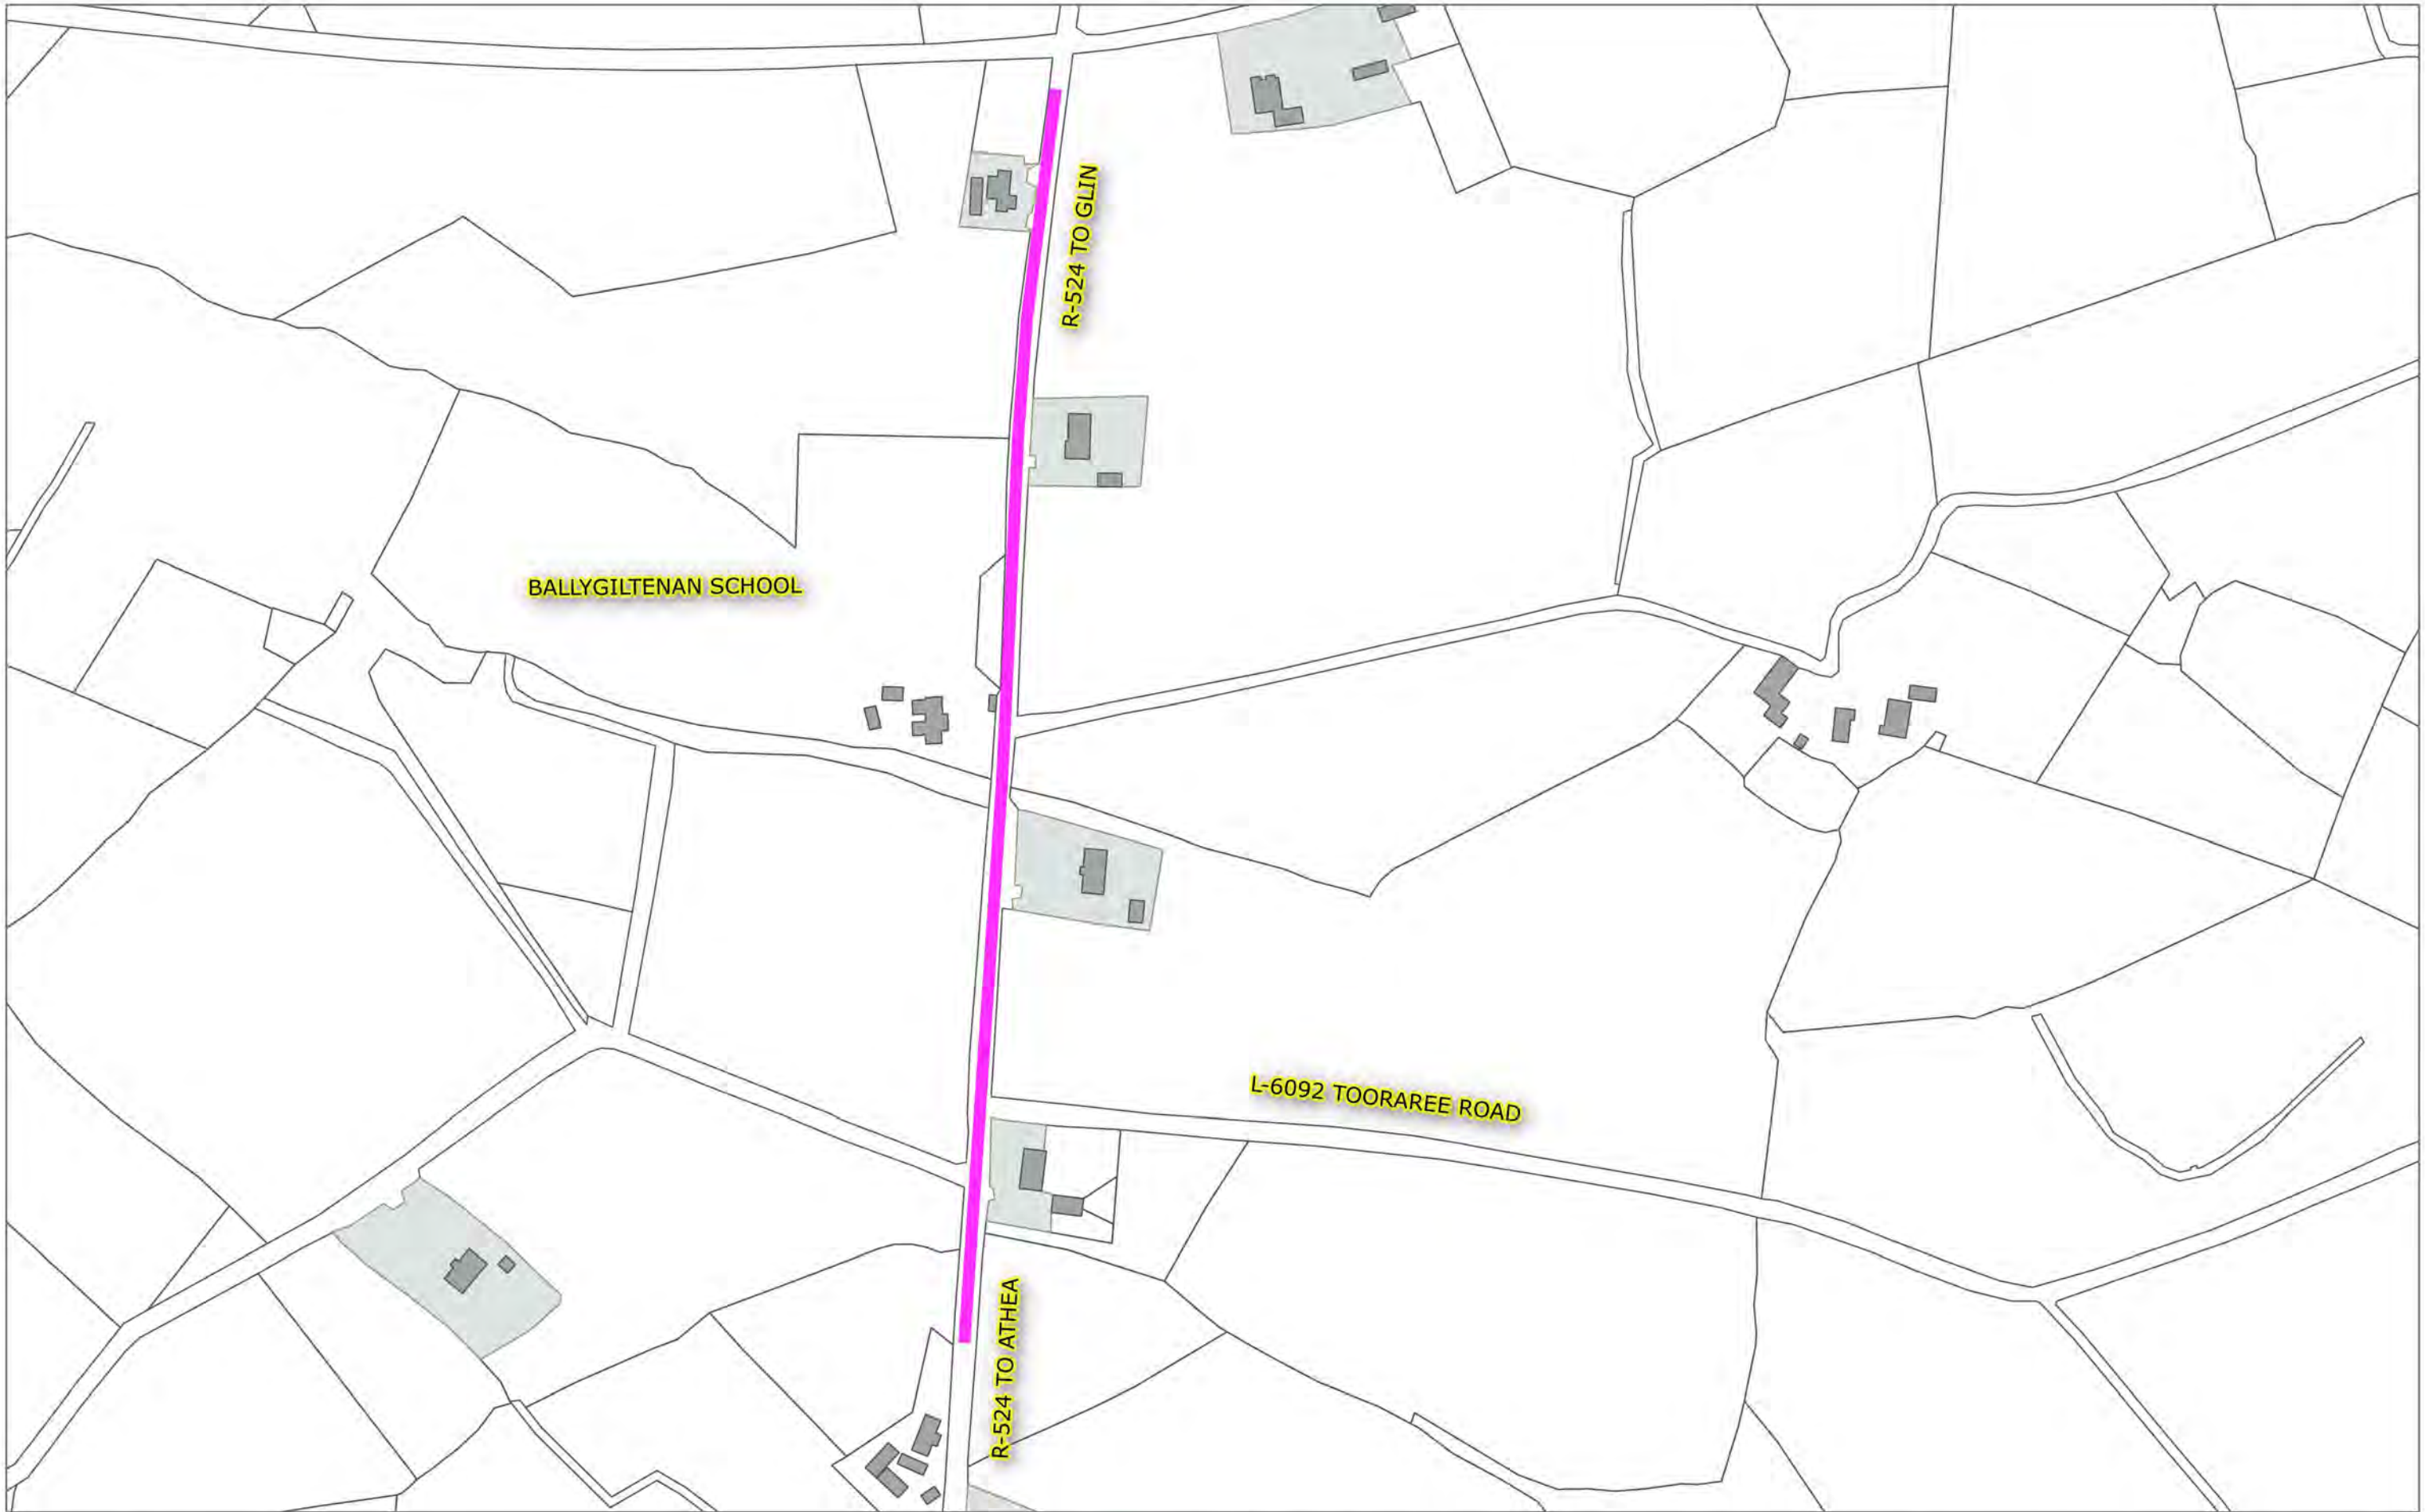 R-524 TO GLIN
BALLYGILTENAN SCHOOL
L-6092 TOORAREE ROAD
R-524 TO ATHEA